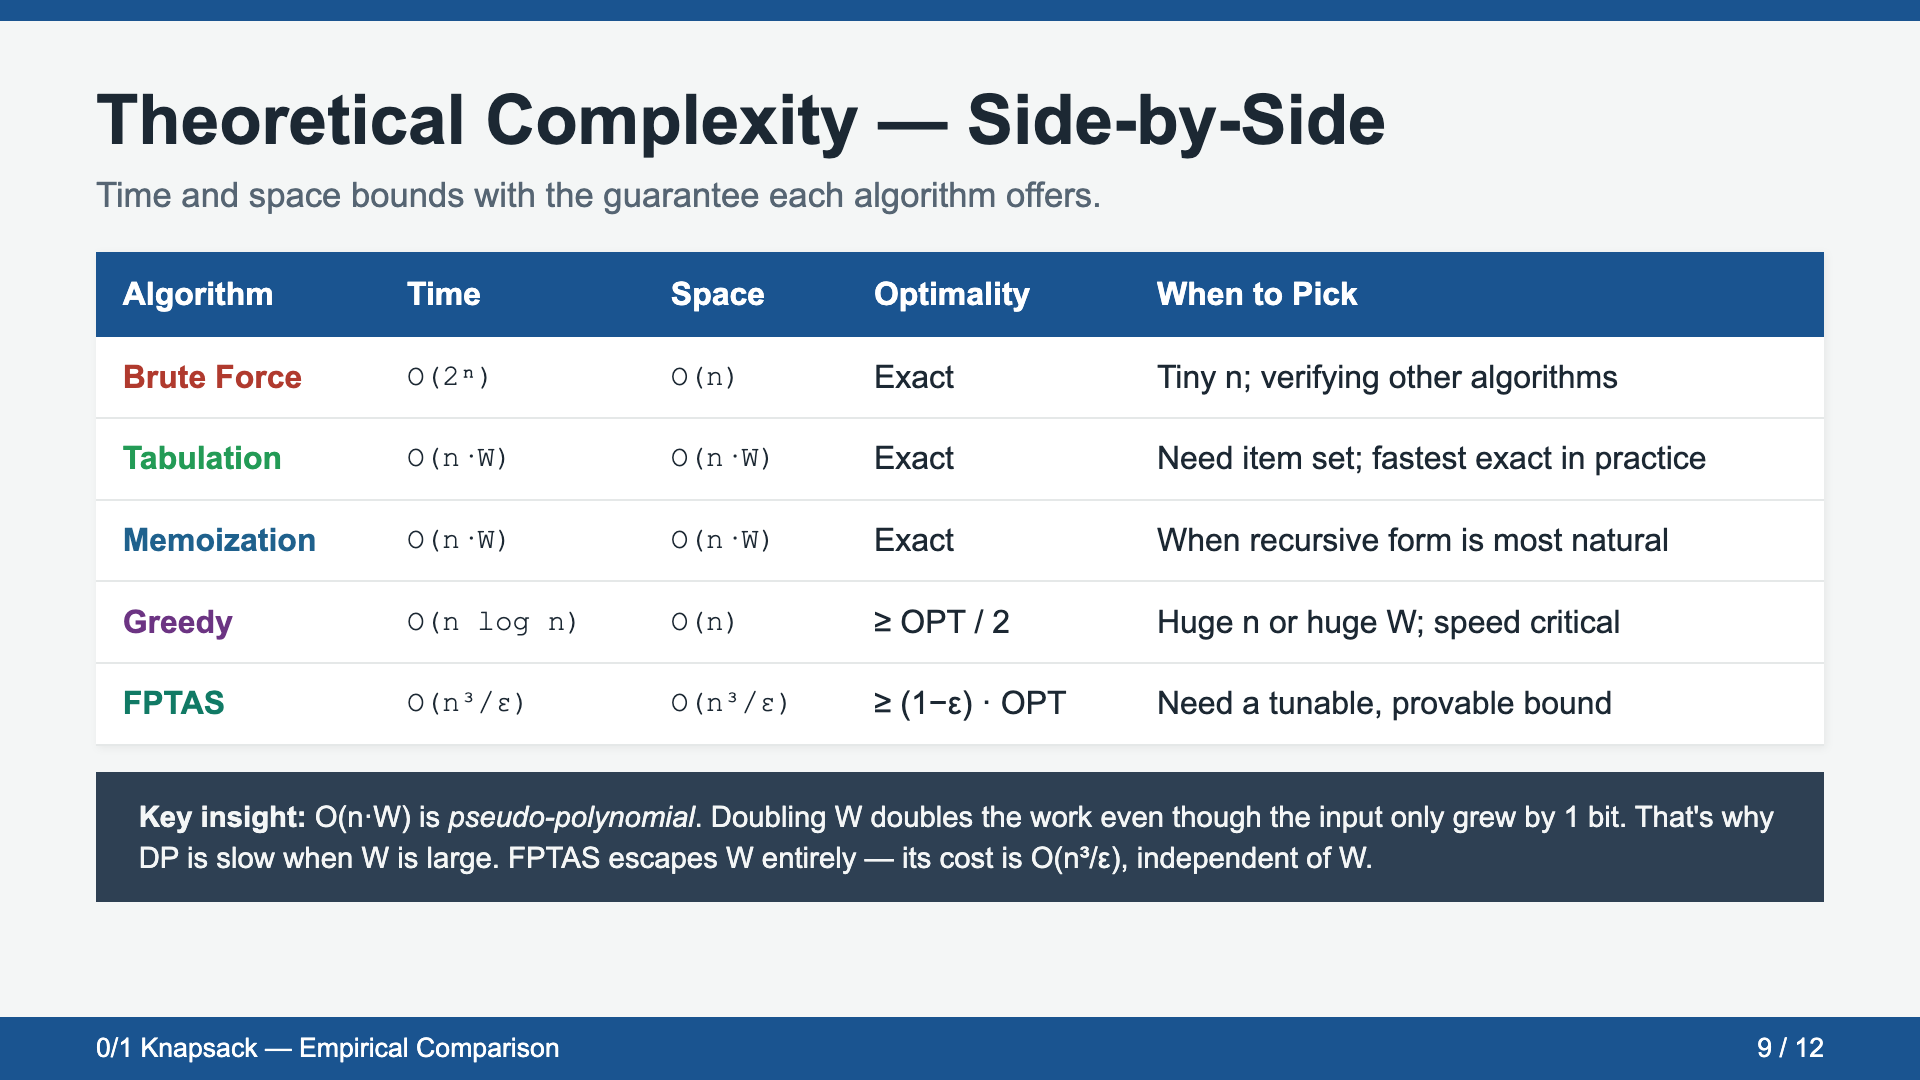 Theoretical Complexity — Side-by-Side
Time and space bounds with the guarantee each algorithm offers.
Algorithm Time Space Optimality When to Pick
Brute Force O(2ⁿ) O(n) Exact Tiny n; verifying other algorithms
Tabulation O(n·W) O(n·W) Exact Need item set; fastest exact in practice
Memoization O(n·W) O(n·W) Exact When recursive form is most natural
Greedy O(n log n) O(n) ≥ OPT / 2 Huge n or huge W; speed critical
FPTAS O(n³/ε) O(n³/ε) ≥ (1−ε) · OPT Need a tunable, provable bound
Key insight: O(n·W) is pseudo-polynomial. Doubling W doubles the work even though the input only grew by 1 bit. That's why
DP is slow when W is large. FPTAS escapes W entirely — its cost is O(n³/ε), independent of W.
0/1 Knapsack — Empirical Comparison 9 / 12